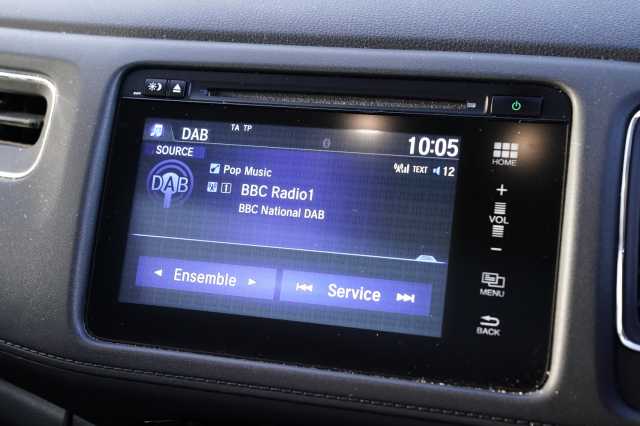 DAB TA TP 10:05
SOURCE
Pop Music TEXT 12
DAB
BBC Radio1
BBC National DAB
Ensemble
Service
HOME
+
VOL
−
MENU
BACK